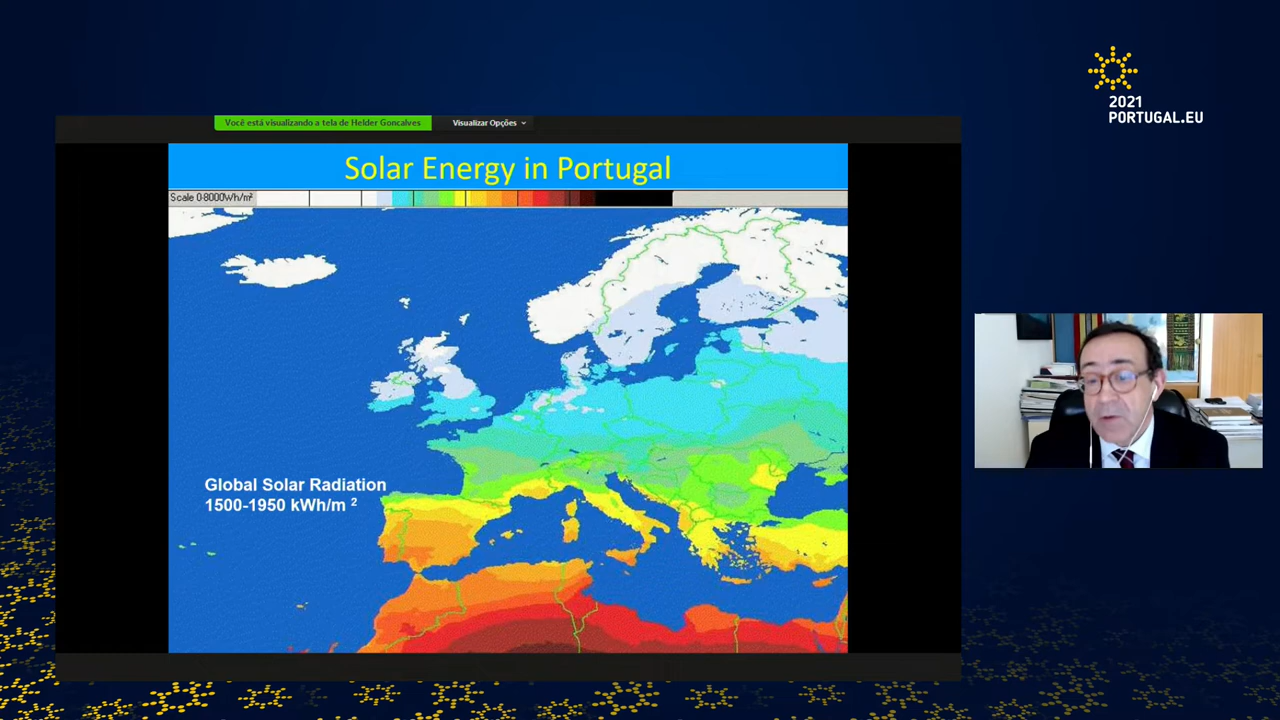 2021
PORTUGAL.EU
Você está visualizando a tela de Helder Goncalves
Visualizar Opções
Solar Energy in Portugal
Scale 0-8000Wh/m²
Global Solar Radiation
1500-1950 kWh/m ²